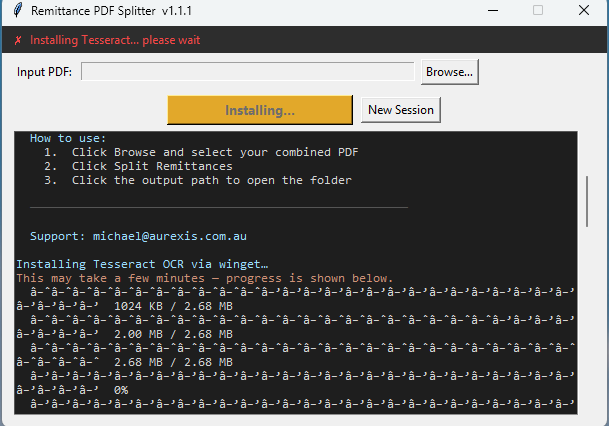 Remittance PDF Splitter v1.1.1
✗ Installing Tesseract... please wait
Input PDF:
Browse...
Installing...
New Session
How to use:
1. Click Browse and select your combined PDF
2. Click Split Remittances
3. Click the output path to open the folder
Support: michael@aurexis.com.au
Installing Tesseract OCR via winget…
This may take a few minutes — progress is shown below.
â–ˆâ–ˆâ–ˆâ–ˆâ–ˆâ–ˆâ–ˆâ–ˆâ–ˆâ–ˆâ–ˆâ–’â–’â–’â–’â–’â–’â–’â–’â–’â–’â–’â–’â–’â–’â–’
â–’â–’â–’â–’ 1024 KB / 2.68 MB
â–ˆâ–ˆâ–ˆâ–ˆâ–ˆâ–ˆâ–ˆâ–ˆâ–ˆâ–ˆâ–ˆâ–ˆâ–ˆâ–ˆâ–ˆâ–ˆâ–ˆâ–ˆâ–ˆâ–ˆâ–ˆâ–ˆâ–’â–’â–’â–’
â–’â–’â–’â–’ 2.00 MB / 2.68 MB
â–ˆâ–ˆâ–ˆâ–ˆâ–ˆâ–ˆâ–ˆâ–ˆâ–ˆâ–ˆâ–ˆâ–ˆâ–ˆâ–ˆâ–ˆâ–ˆâ–ˆâ–ˆâ–ˆâ–ˆâ–ˆâ–ˆâ–ˆâ–ˆâ–ˆâ–ˆ
â–ˆâ–ˆâ–ˆâ–ˆ 2.68 MB / 2.68 MB
â–’â–’â–’â–’â–’â–’â–’â–’â–’â–’â–’â–’â–’â–’â–’â–’â–’â–’â–’â–’â–’â–’â–’â–’â–’â–’
â–’â–’â–’â–’ 0%
â–’â–’â–’â–’â–’â–’â–’â–’â–’â–’â–’â–’â–’â–’â–’â–’â–’â–’â–’â–’â–’â–’â–’â–’â–’â–’